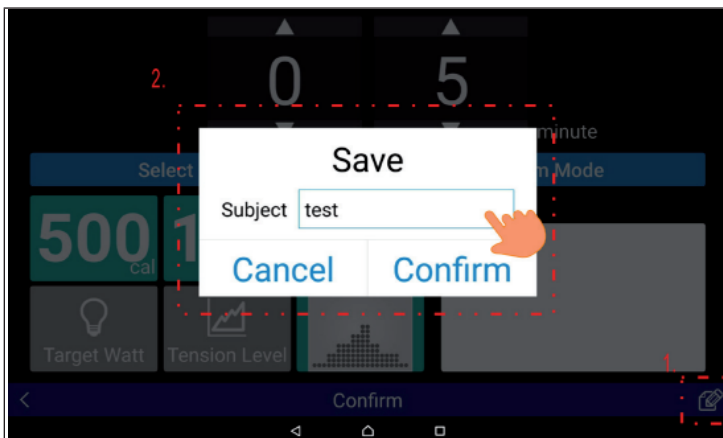 0 5
2.
minute
Save
Select
m Mode
Subject test
500 1
cal
Cancel Confirm
Target Watt Tension Level
1.
Confirm